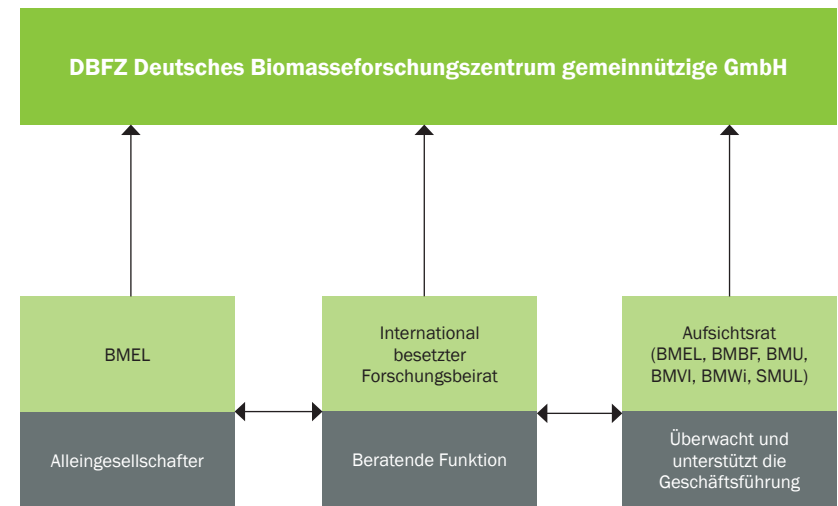 DBFZ Deutsches Biomasseforschungszentrum gemeinnützige GmbH
BMEL
Alleingesellschafter
International
besetzter
Forschungsbeirat
Beratende Funktion
Aufsichtsrat
(BMEL, BMBF, BMU,
BMVI, BMWi, SMUL)
Überwacht und
unterstützt die
Geschäftsführung